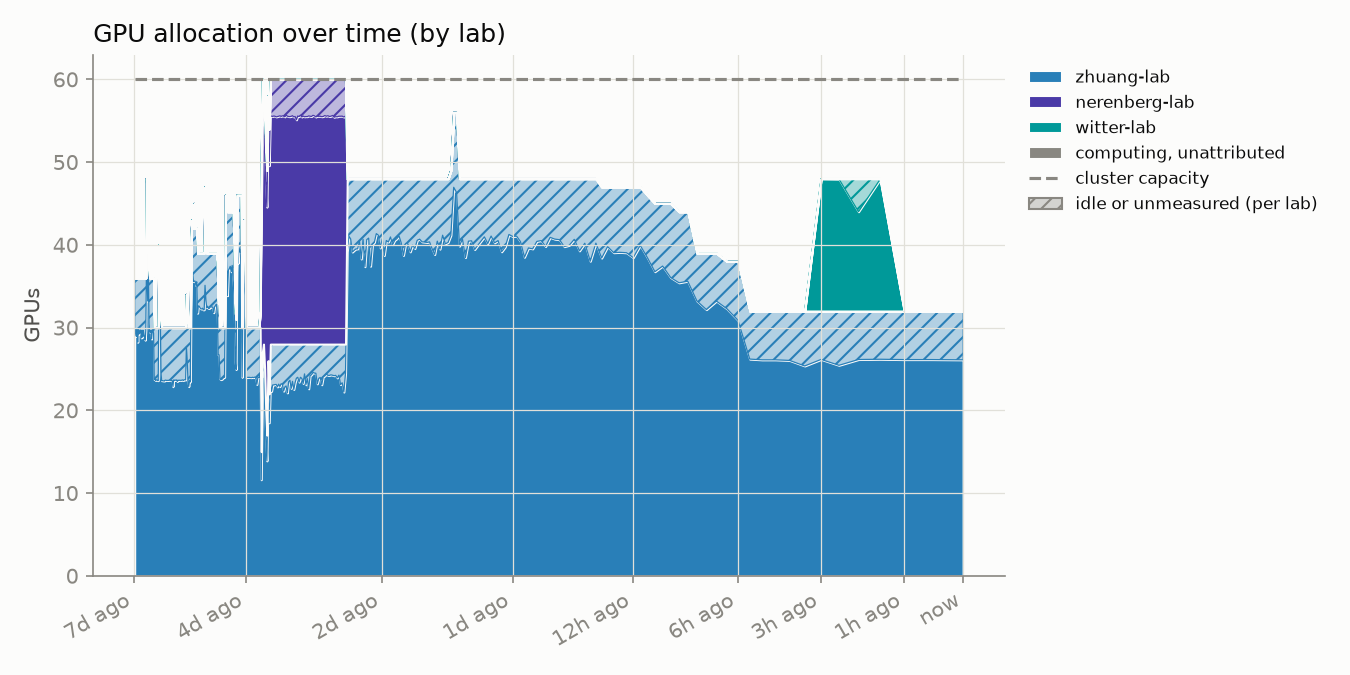 GPU allocation over time (by lab)
60
50
40
30
20
10
0
GPUs
7d ago
4d ago
2d ago
1d ago
12h ago
6h ago
3h ago
1h ago
now
zhuang-lab
nerenberg-lab
witter-lab
computing, unattributed
cluster capacity
idle or unmeasured (per lab)